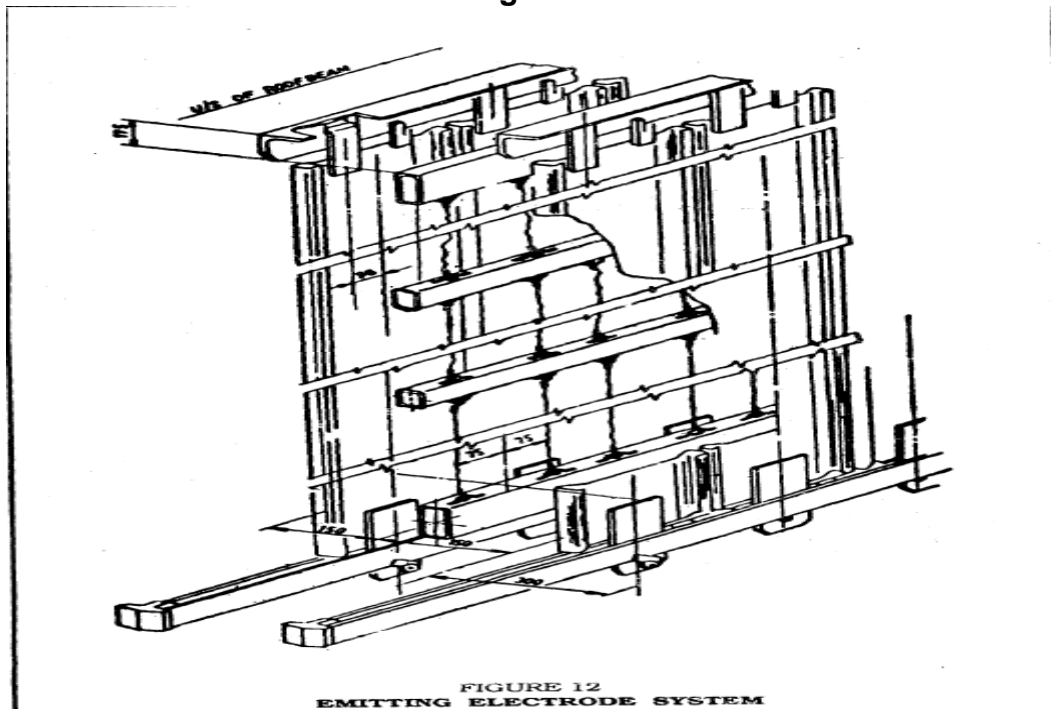 U/S OF ROOF BEAM
75
75
150
150
300
FIGURE 12
EMITTING ELECTRODE SYSTEM